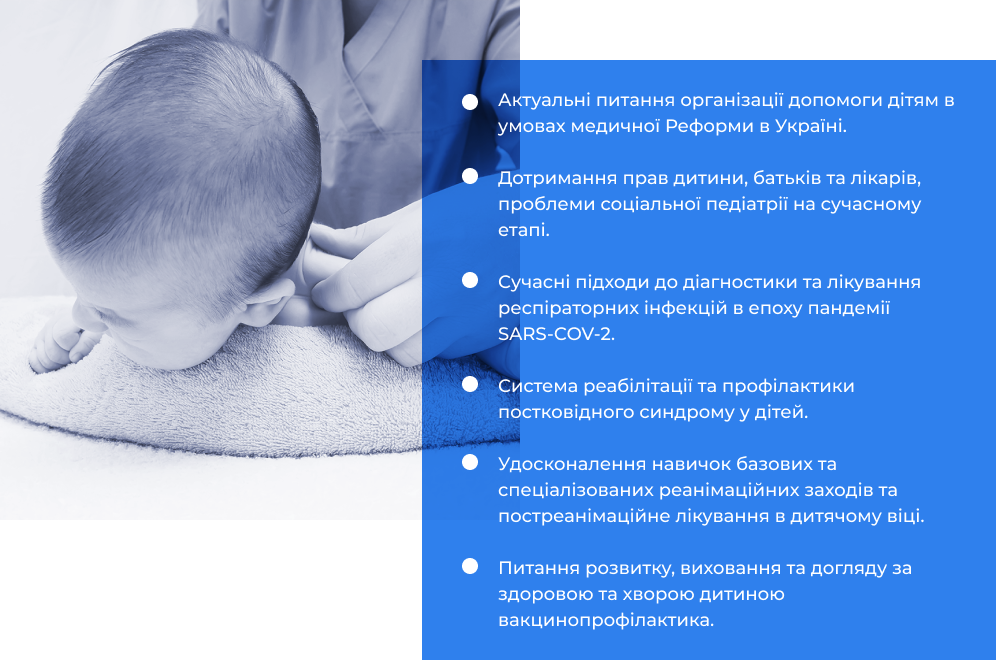 Актуальні питання організації допомоги дітям в
умовах медичної Реформи в Україні.
Дотримання прав дитини, батьків та лікарів,
проблеми соціальної педіатрії на сучасному
етапі.
Сучасні підходи до діагностики та лікування
респіраторних інфекцій в епоху пандемії
SARS-COV-2.
Система реабілітації та профілактики
постковідного синдрому у дітей.
Удосконалення навичок базових та
спеціалізованих реанімаційних заходів та
постреанімаційне лікування в дитячому віці.
Питання розвитку, виховання та догляду за
здоровою та хворою дитиною
вакцинопрофілактика.